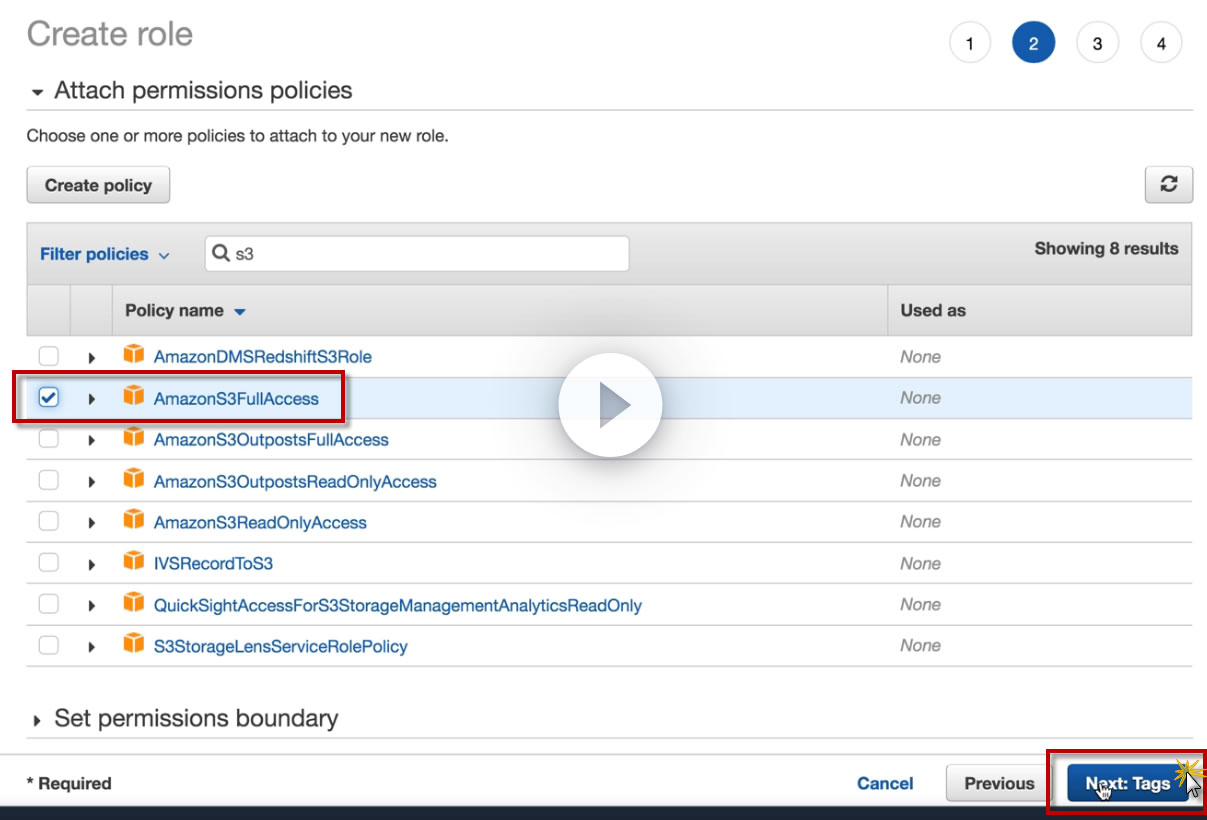 Create role
1 2 3 4
Attach permissions policies
Choose one or more policies to attach to your new role.
Create policy
Filter policies s3 Showing 8 results
Policy name Used as
AmazonDMSRedshiftS3Role None
AmazonS3FullAccess None
AmazonS3OutpostsFullAccess None
AmazonS3OutpostsReadOnlyAccess None
AmazonS3ReadOnlyAccess None
IVSRecordToS3 None
QuickSightAccessForS3StorageManagementAnalyticsReadOnly None
S3StorageLensServiceRolePolicy None
Set permissions boundary
* Required Cancel Previous Next: Tags